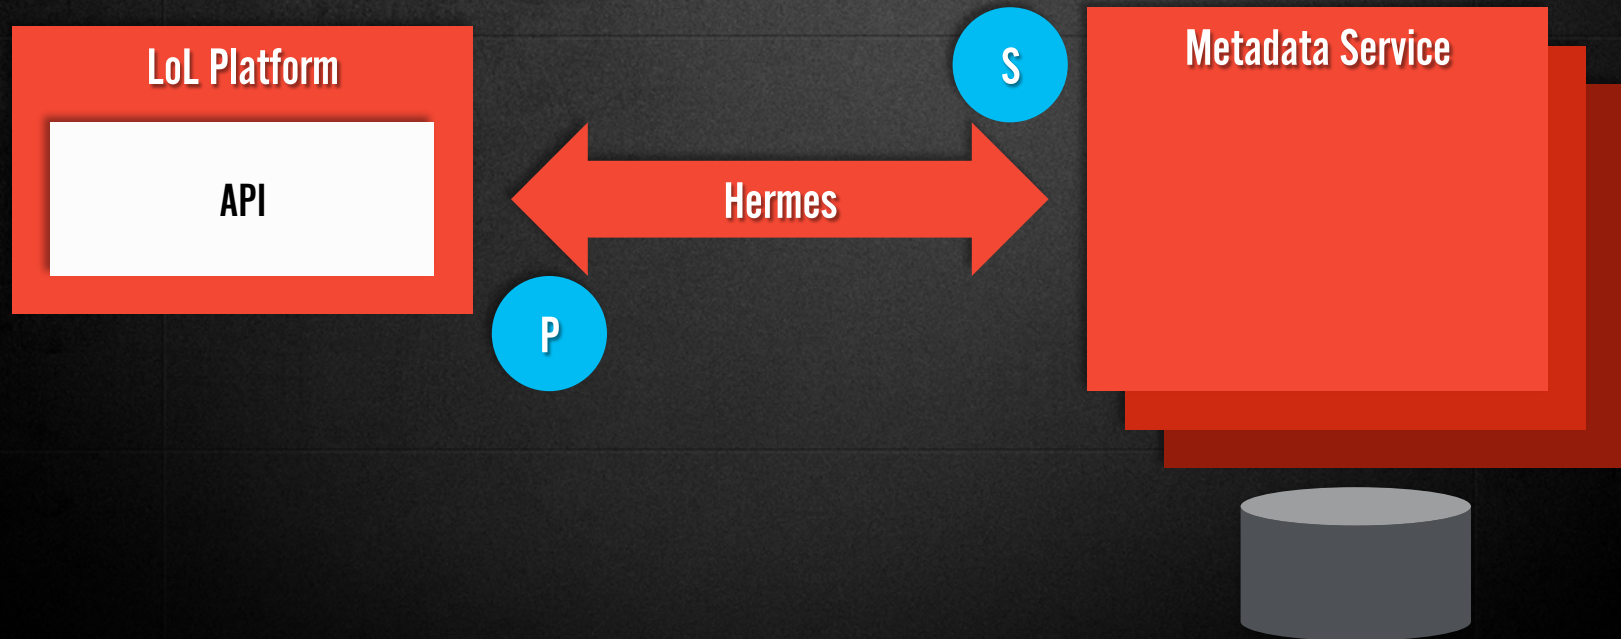 LoL Platform
API
Hermes
P
S
Metadata Service